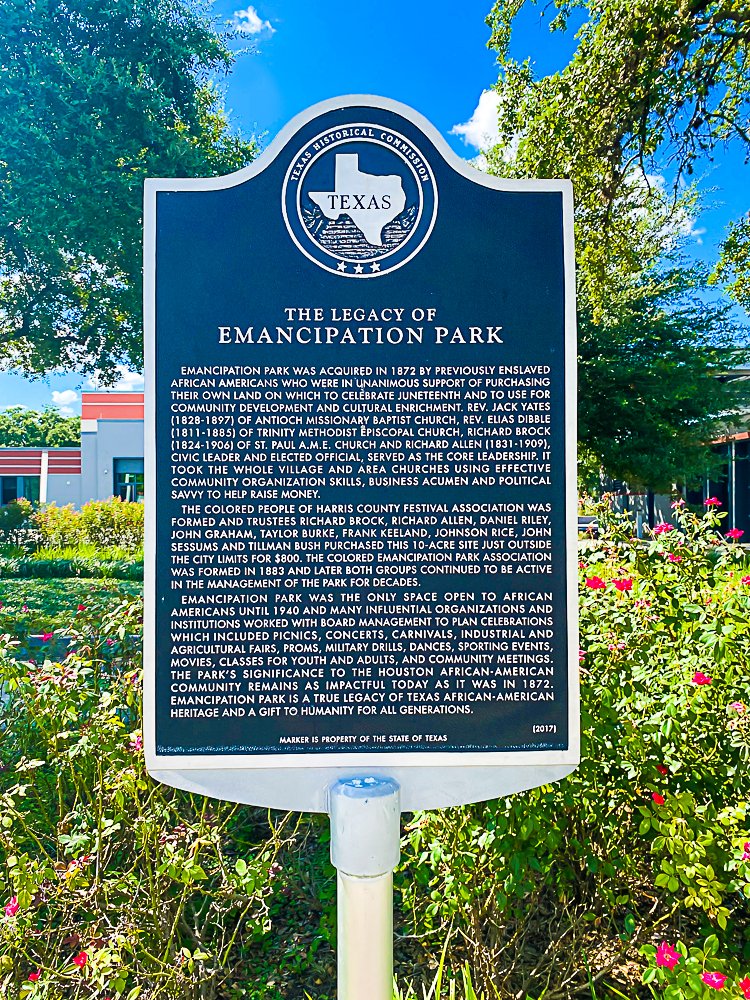 TEXAS HISTORICAL COMMISSION
TEXAS
THE LEGACY OF
EMANCIPATION PARK
EMANCIPATION PARK WAS ACQUIRED IN 1872 BY PREVIOUSLY ENSLAVED
AFRICAN AMERICANS WHO WERE IN UNANIMOUS SUPPORT OF PURCHASING
THEIR OWN LAND ON WHICH TO CELEBRATE JUNETEENTH AND TO USE FOR
COMMUNITY DEVELOPMENT AND CULTURAL ENRICHMENT. REV. JACK YATES
(1828-1897) OF ANTIOCH MISSIONARY BAPTIST CHURCH, REV. ELIAS DIBBLE
(1811-1885) OF TRINITY METHODIST EPISCOPAL CHURCH, RICHARD BROCK
(1824-1906) OF ST. PAUL A.M.E. CHURCH AND RICHARD ALLEN (1831-1909),
CIVIC LEADER AND ELECTED OFFICIAL, SERVED AS THE CORE LEADERSHIP. IT
TOOK THE WHOLE VILLAGE AND AREA CHURCHES USING EFFECTIVE
COMMUNITY ORGANIZATION SKILLS, BUSINESS ACUMEN AND POLITICAL
SAVVY TO HELP RAISE MONEY.
THE COLORED PEOPLE OF HARRIS COUNTY FESTIVAL ASSOCIATION WAS
FORMED AND TRUSTEES RICHARD BROCK, RICHARD ALLEN, DANIEL RILEY,
JOHN GRAHAM, TAYLOR BURKE, FRANK KEELAND, JOHNSON RICE, JOHN
SESSUMS AND TILLMAN BUSH PURCHASED THIS 10-ACRE SITE JUST OUTSIDE
THE CITY LIMITS FOR $800. THE COLORED EMANCIPATION PARK ASSOCIATION
WAS FORMED IN 1883 AND LATER BOTH GROUPS CONTINUED TO BE ACTIVE
IN THE MANAGEMENT OF THE PARK FOR DECADES.
EMANCIPATION PARK WAS THE ONLY SPACE OPEN TO AFRICAN
AMERICANS UNTIL 1940 AND MANY INFLUENTIAL ORGANIZATIONS AND
INSTITUTIONS WORKED WITH BOARD MANAGEMENT TO PLAN CELEBRATIONS
WHICH INCLUDED PICNICS, CONCERTS, CARNIVALS, INDUSTRIAL AND
AGRICULTURAL FAIRS, PROMS, MILITARY DRILLS, DANCES, SPORTING EVENTS,
MOVIES, CLASSES FOR YOUTH AND ADULTS, AND COMMUNITY MEETINGS.
THE PARK'S SIGNIFICANCE TO THE HOUSTON AFRICAN-AMERICAN
COMMUNITY REMAINS AS IMPACTFUL TODAY AS IT WAS IN 1872.
EMANCIPATION PARK IS A TRUE LEGACY OF TEXAS AFRICAN-AMERICAN
HERITAGE AND A GIFT TO HUMANITY FOR ALL GENERATIONS.
(2017)
MARKER IS PROPERTY OF THE STATE OF TEXAS